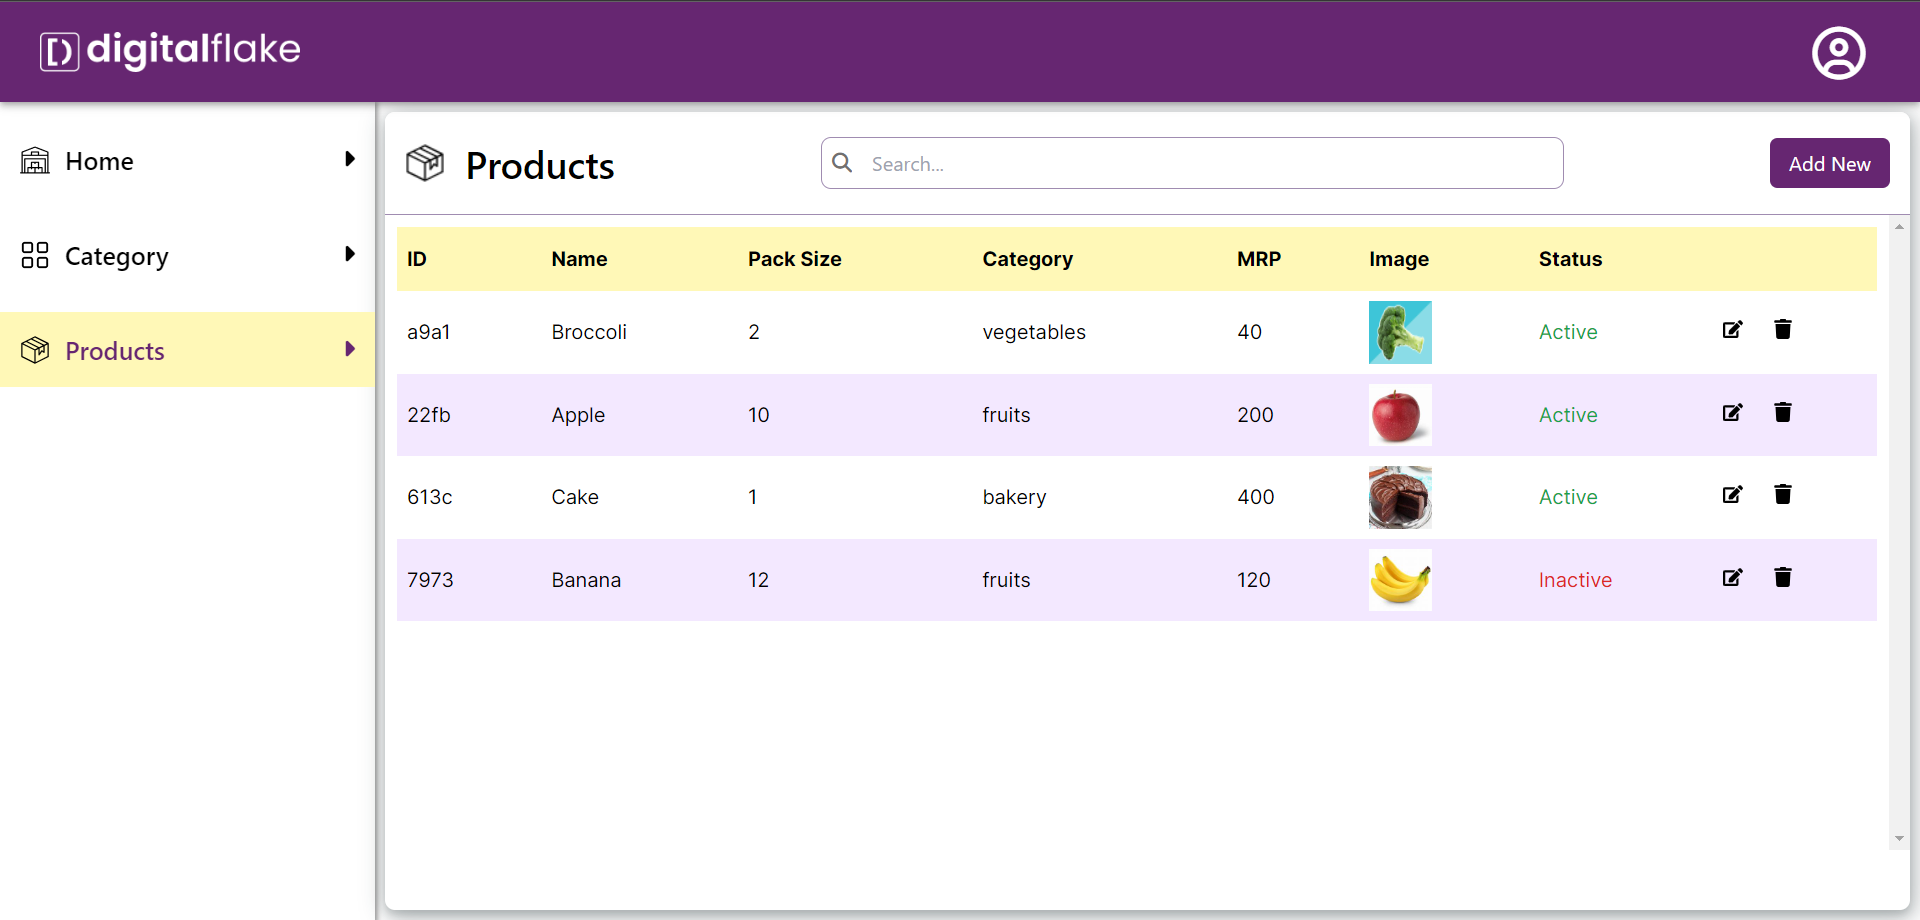 digitalflake
Home
Category
Products
Products
Search...
Add New
ID Name Pack Size Category MRP Image Status
a9a1 Broccoli 2 vegetables 40 Active
22fb Apple 10 fruits 200 Active
613c Cake 1 bakery 400 Active
7973 Banana 12 fruits 120 Inactive